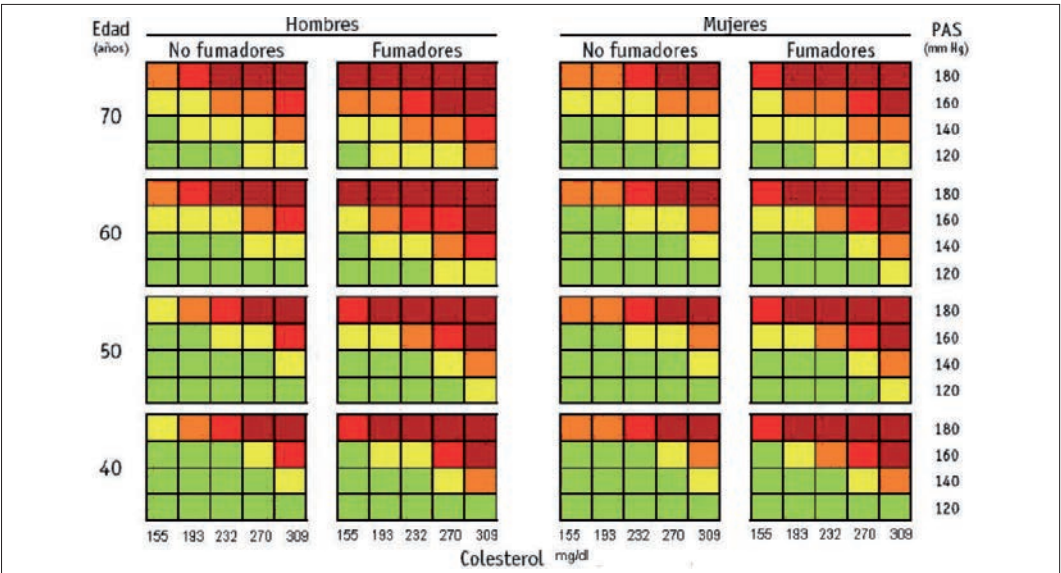 Edad
(años)
Hombres
Mujeres
PAS
(mm Hg)
No fumadores
Fumadores
No fumadores
Fumadores
70
180
160
140
120
60
180
160
140
120
50
180
160
140
120
40
180
160
140
120
155 193 232 270 309
155 193 232 270 309
155 193 232 270 309
155 193 232 270 309
Colesterol mg/dl